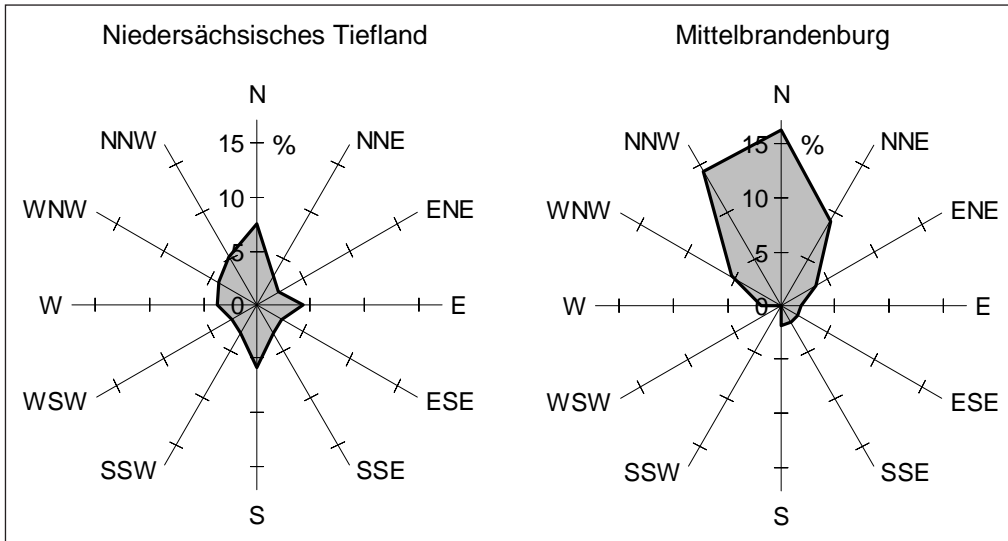 Niedersächsisches Tiefland
N
NNW
15
%
NNE
WNW
10
ENE
5
W
0
E
WSW
ESE
SSW
SSE
S
Mittelbrandenburg
N
NNW
15
%
NNE
WNW
10
ENE
5
W
0
E
WSW
ESE
SSW
SSE
S